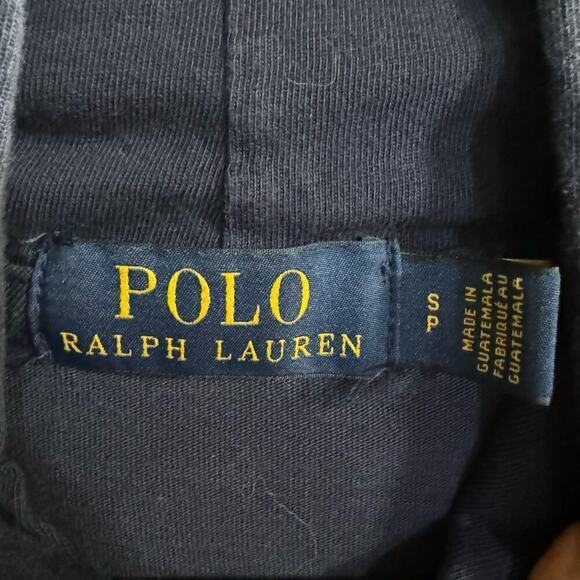 POLO
RALPH LAUREN
S
P
MADE IN
GUATEMALA
FABRIQUÉ AU
GUATEMALA